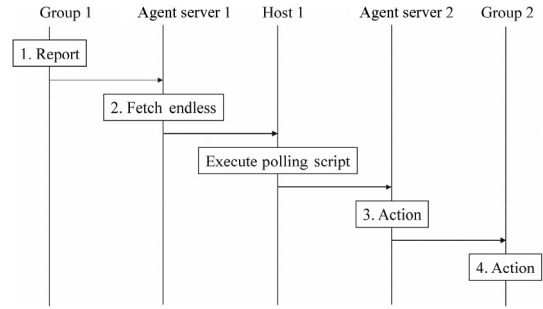 Group 1 Agent server 1 Host 1 Agent server 2 Group 2
1. Report
2. Fetch endless
Execute polling script
3. Action
4. Action